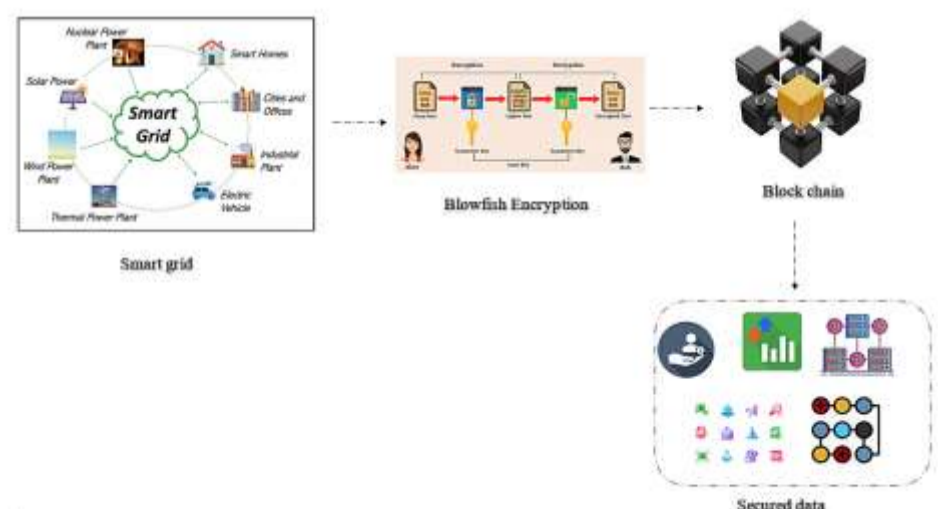 Nuclear Power
Plant
Smart Homes
Solar Power
Cities and
Offices
Smart
Grid
Industrial
Plant
Wind Power
Plant
Electric
Vehicle
Thermal Power Plant
Smart grid
Encryption
Blowfish Encryption
Block chain
Secured data